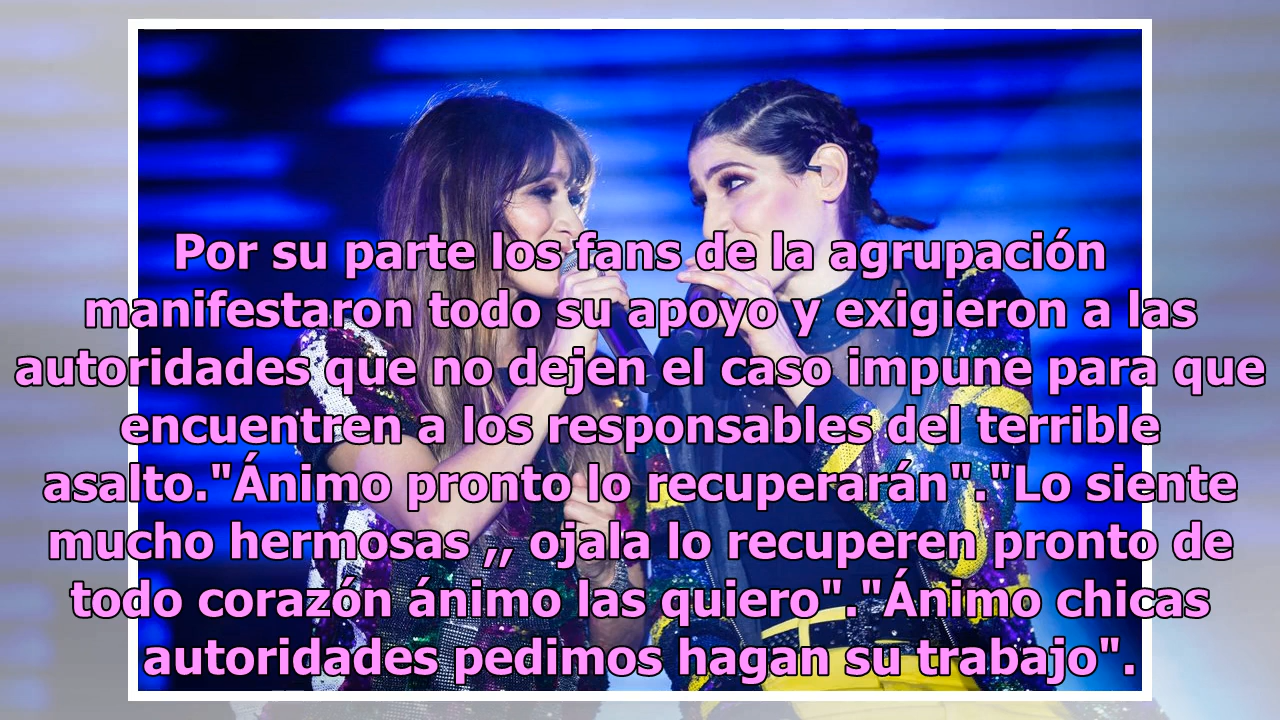 Por su parte los fans de la agrupación
manifestaron todo su apoyo y exigieron a las
autoridades que no dejen el caso impune para que
encuentren a los responsables del terrible
asalto."Ánimo pronto lo recuperarán"."Lo siente
mucho hermosas ,, ojala lo recuperen pronto de
todo corazón ánimo las quiero"."Ánimo chicas
autoridades pedimos hagan su trabajo".